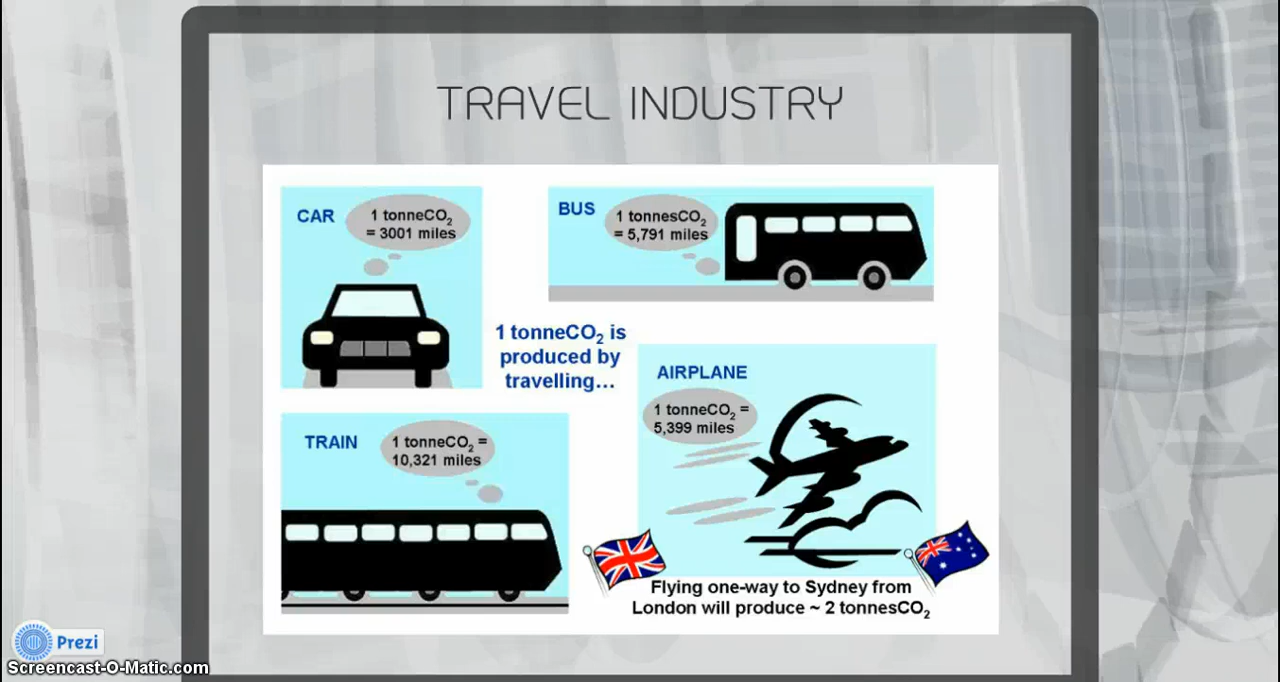 TRAVEL INDUSTRY
CAR
1 tonneCO₂
= 3001 miles
BUS
1 tonnesCO₂
= 5,791 miles
1 tonneCO₂ is
produced by
travelling...
AIRPLANE
1 tonneCO₂ =
5,399 miles
TRAIN
1 tonneCO₂ =
10,321 miles
Flying one-way to Sydney from
London will produce ~ 2 tonnesCO₂
Prezi
Screencast-O-Matic.com